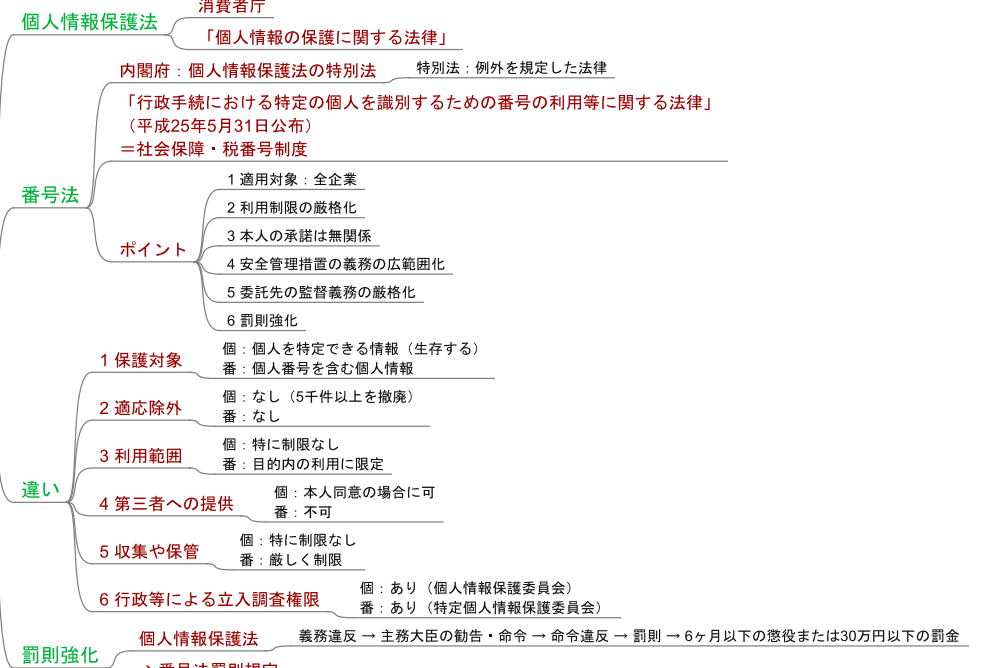 消費者庁
個人情報保護法
「個人情報の保護に関する法律」
内閣府：個人情報保護法の特別法
特別法：例外を規定した法律
「行政手続における特定の個人を識別するための番号の利用等に関する法律」
（平成25年5月31日公布）
＝社会保障・税番号制度
番号法
ポイント
1 適用対象：全企業
2 利用制限の厳格化
3 本人の承諾は無関係
4 安全管理措置の義務の広範囲化
5 委託先の監督義務の厳格化
6 罰則強化
違い
1 保護対象
個：個人を特定できる情報（生存する）
番：個人番号を含む個人情報
2 適応除外
個：なし（5千件以上を撤廃）
番：なし
3 利用範囲
個：特に制限なし
番：目的内の利用に限定
4 第三者への提供
個：本人同意の場合に可
番：不可
5 収集や保管
個：特に制限なし
番：厳しく制限
6 行政等による立入調査権限
個：あり（個人情報保護委員会）
番：あり（特定個人情報保護委員会）
罰則強化
個人情報保護法
義務違反 → 主務大臣の勧告・命令 → 命令違反 → 罰則 → 6ヶ月以下の懲役または30万円以下の罰金
番号法罰則規定